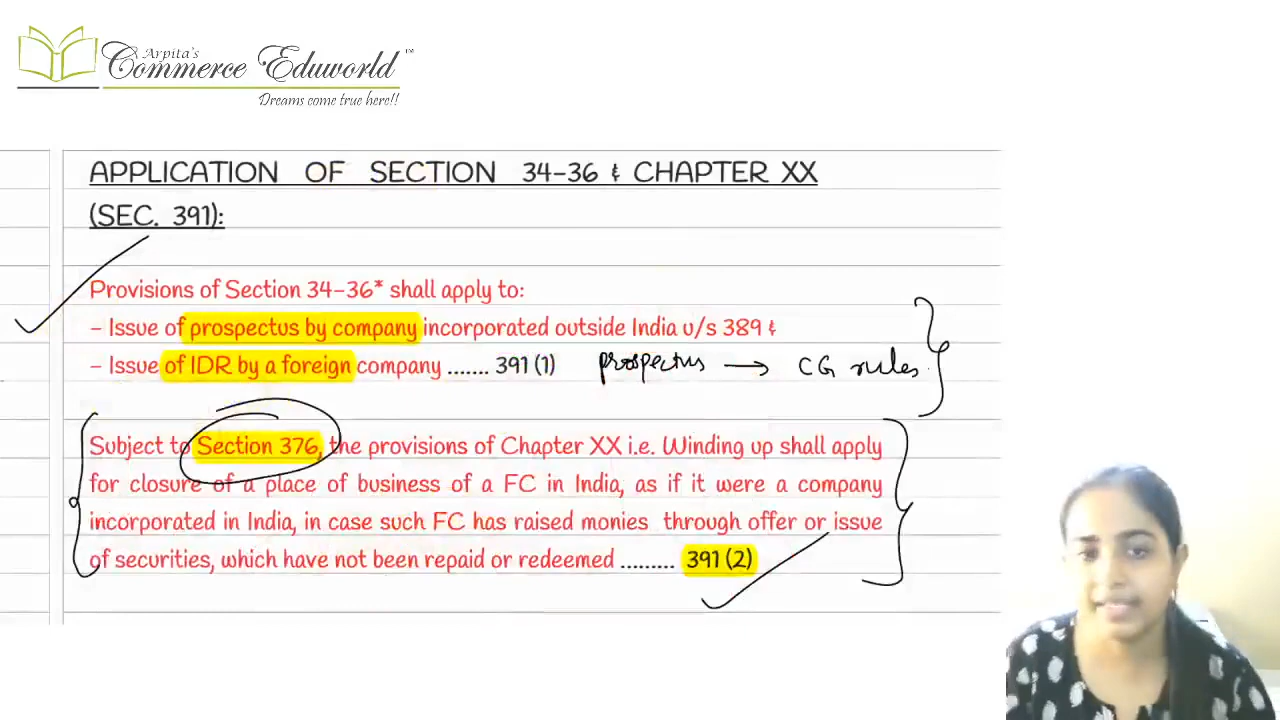 Arpita's
Commerce Eduworld™
Dreams come true here!!
APPLICATION OF SECTION 34-36 & CHAPTER XX
(SEC. 391):
Provisions of Section 34-36* shall apply to:
- Issue of prospectus by company incorporated outside India u/s 389 &
- Issue of IDR by a foreign company ....... 391 (1) prospectus → CG rules
Subject to Section 376, the provisions of Chapter XX i.e. Winding up shall apply
for closure of a place of business of a FC in India, as if it were a company
incorporated in India, in case such FC has raised monies through offer or issue
of securities, which have not been repaid or redeemed ......... 391 (2)